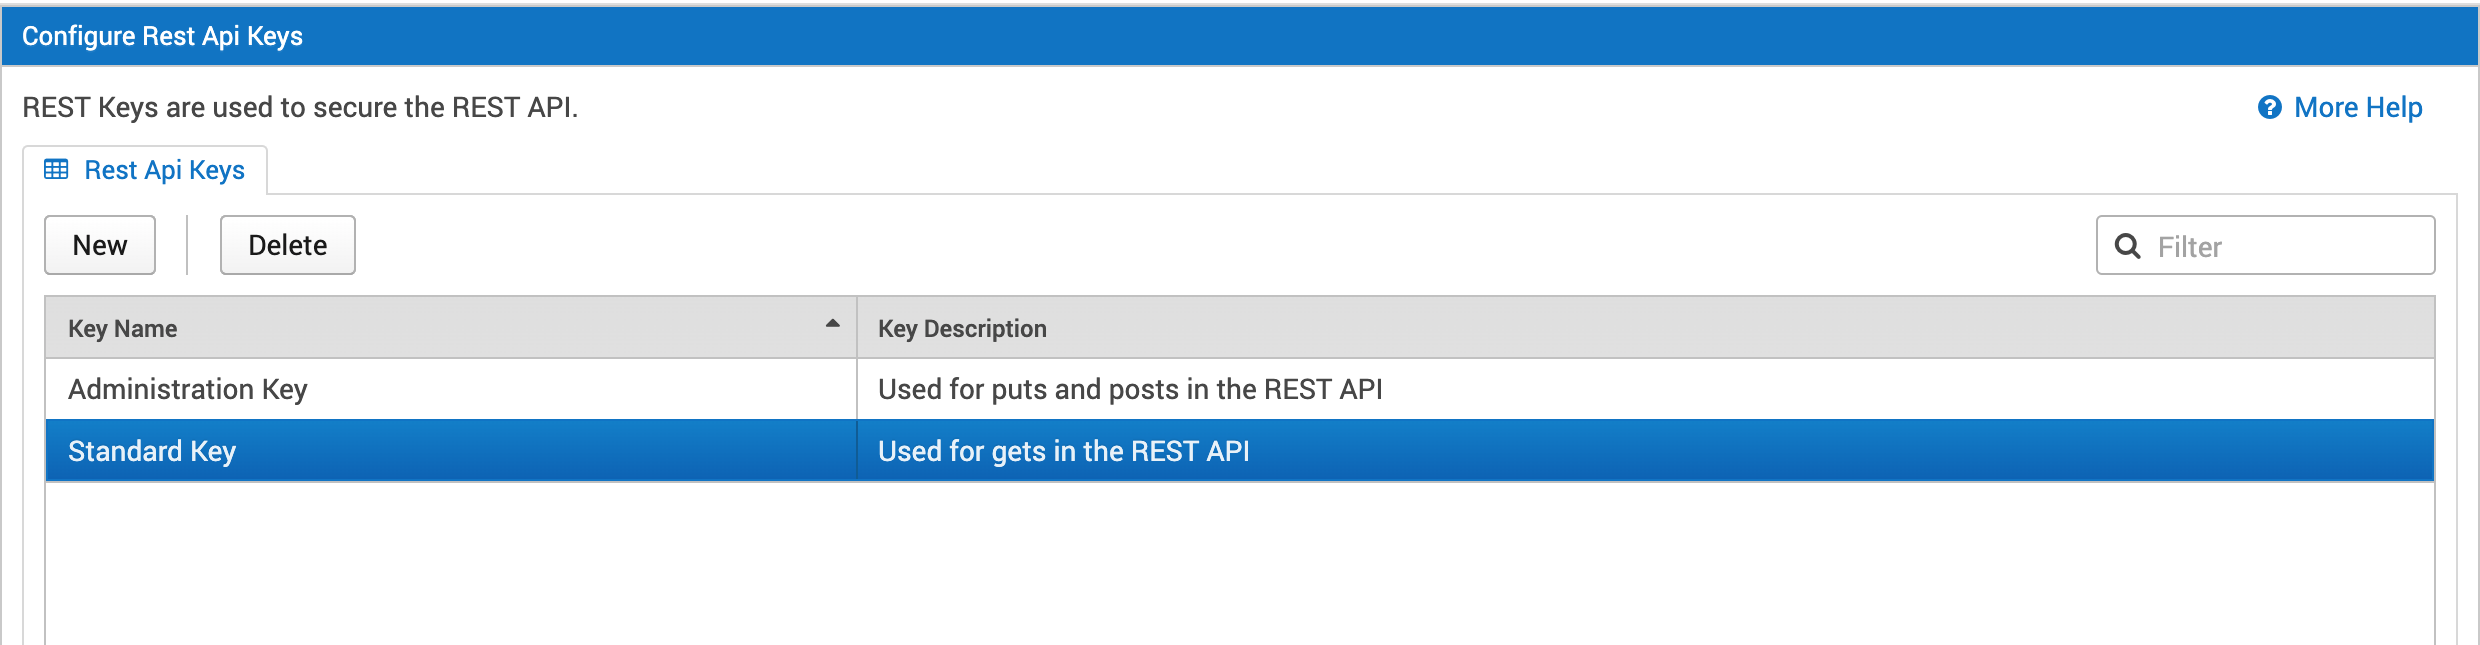 Configure Rest Api Keys
REST Keys are used to secure the REST API.
More Help
Rest Api Keys
New
Delete
Filter
Key Name
Key Description
Administration Key
Used for puts and posts in the REST API
Standard Key
Used for gets in the REST API